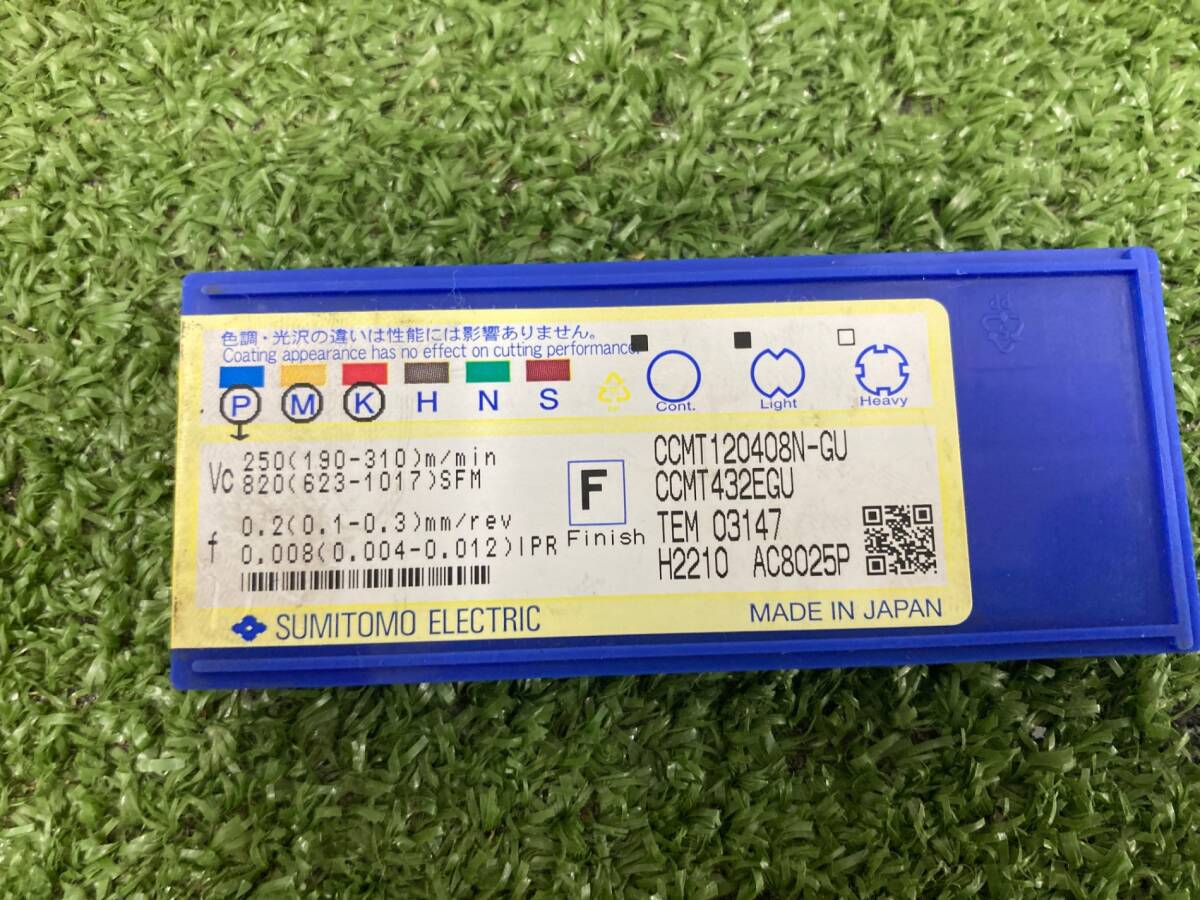 色調・光沢の違いは性能には影響ありません。
Coating appearance has no effect on cutting performance.
P M K H N S
Cont. Light Heavy
Vc 250(190-310)m/min
820(623-1017)SFM
f 0.2(0.1-0.3)mm/rev
0.008(0.004-0.012)IPR
F
Finish
CCMT120408N-GU
CCMT432EGU
TEM 03147
H2210 AC8025P
SUMITOMO ELECTRIC
MADE IN JAPAN